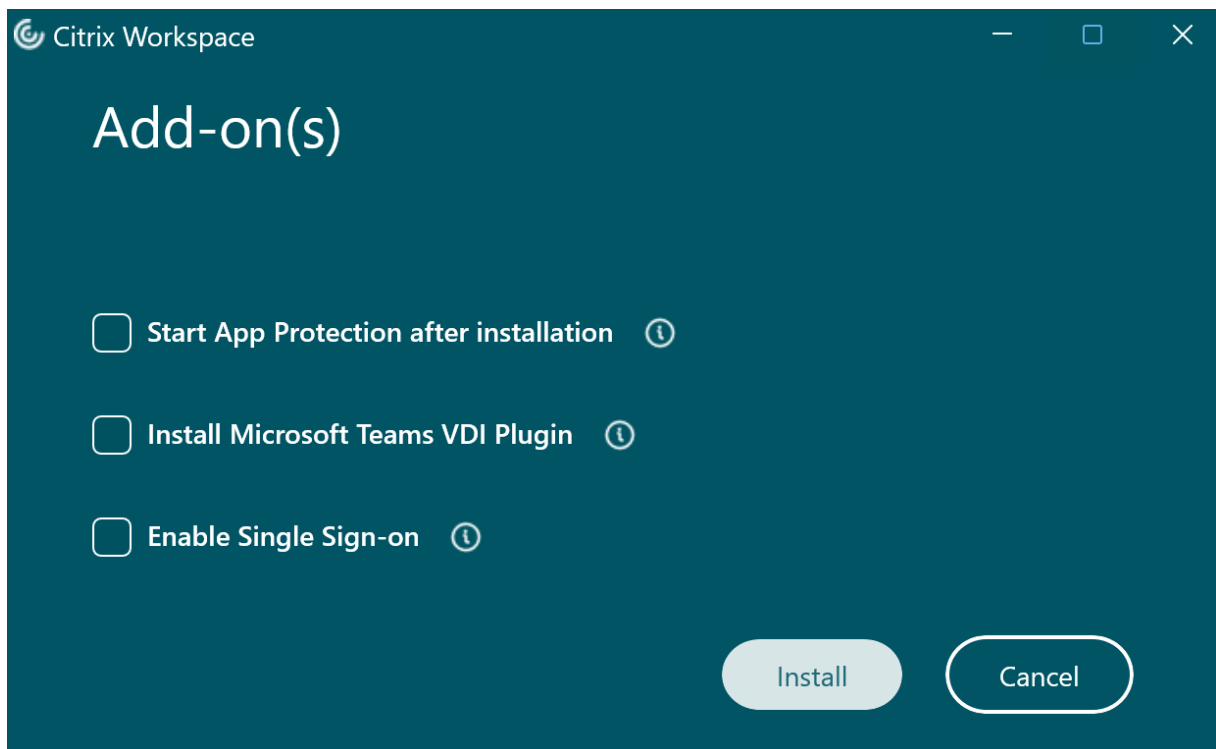 Citrix Workspace
Add-on(s)
Start App Protection after installation
Install Microsoft Teams VDI Plugin
Enable Single Sign-on
Install
Cancel